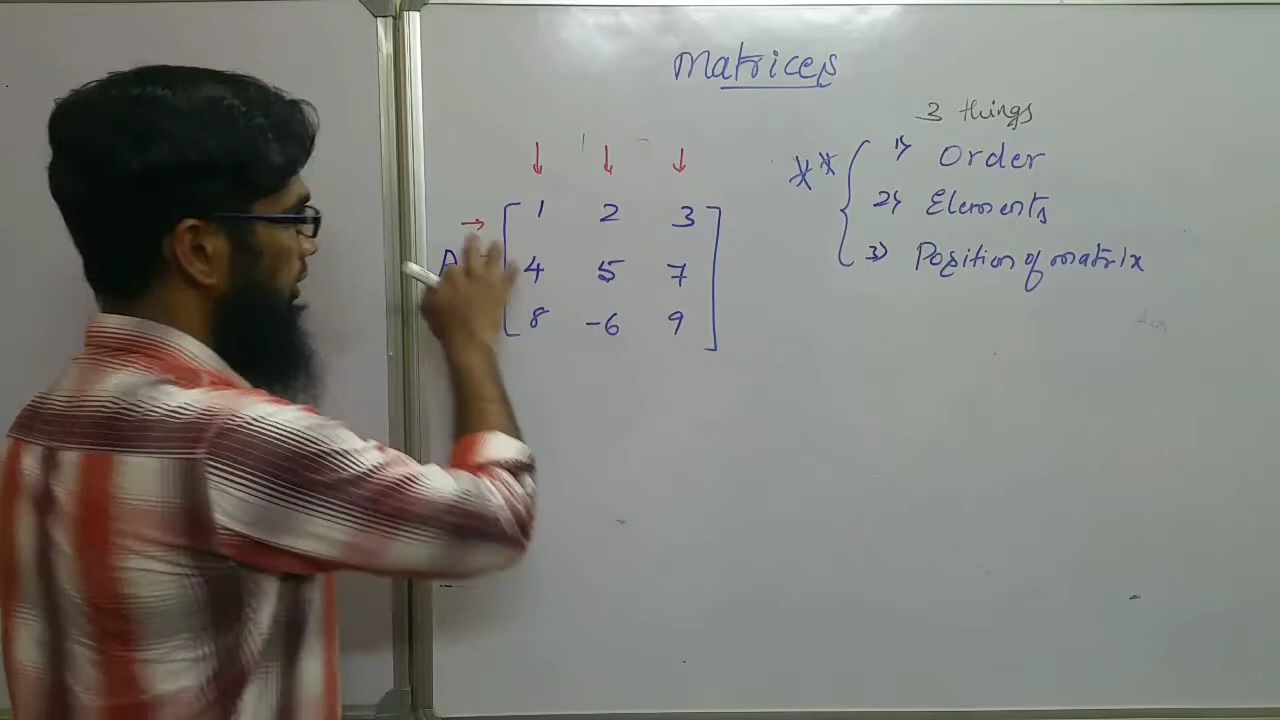 Matrices
3 things
↓ ↓ ↓
** { 1) Order
→ [ 1 2 3 ]
2) Elements
A
4 5 7
3) Position of matrix
8 -6 9